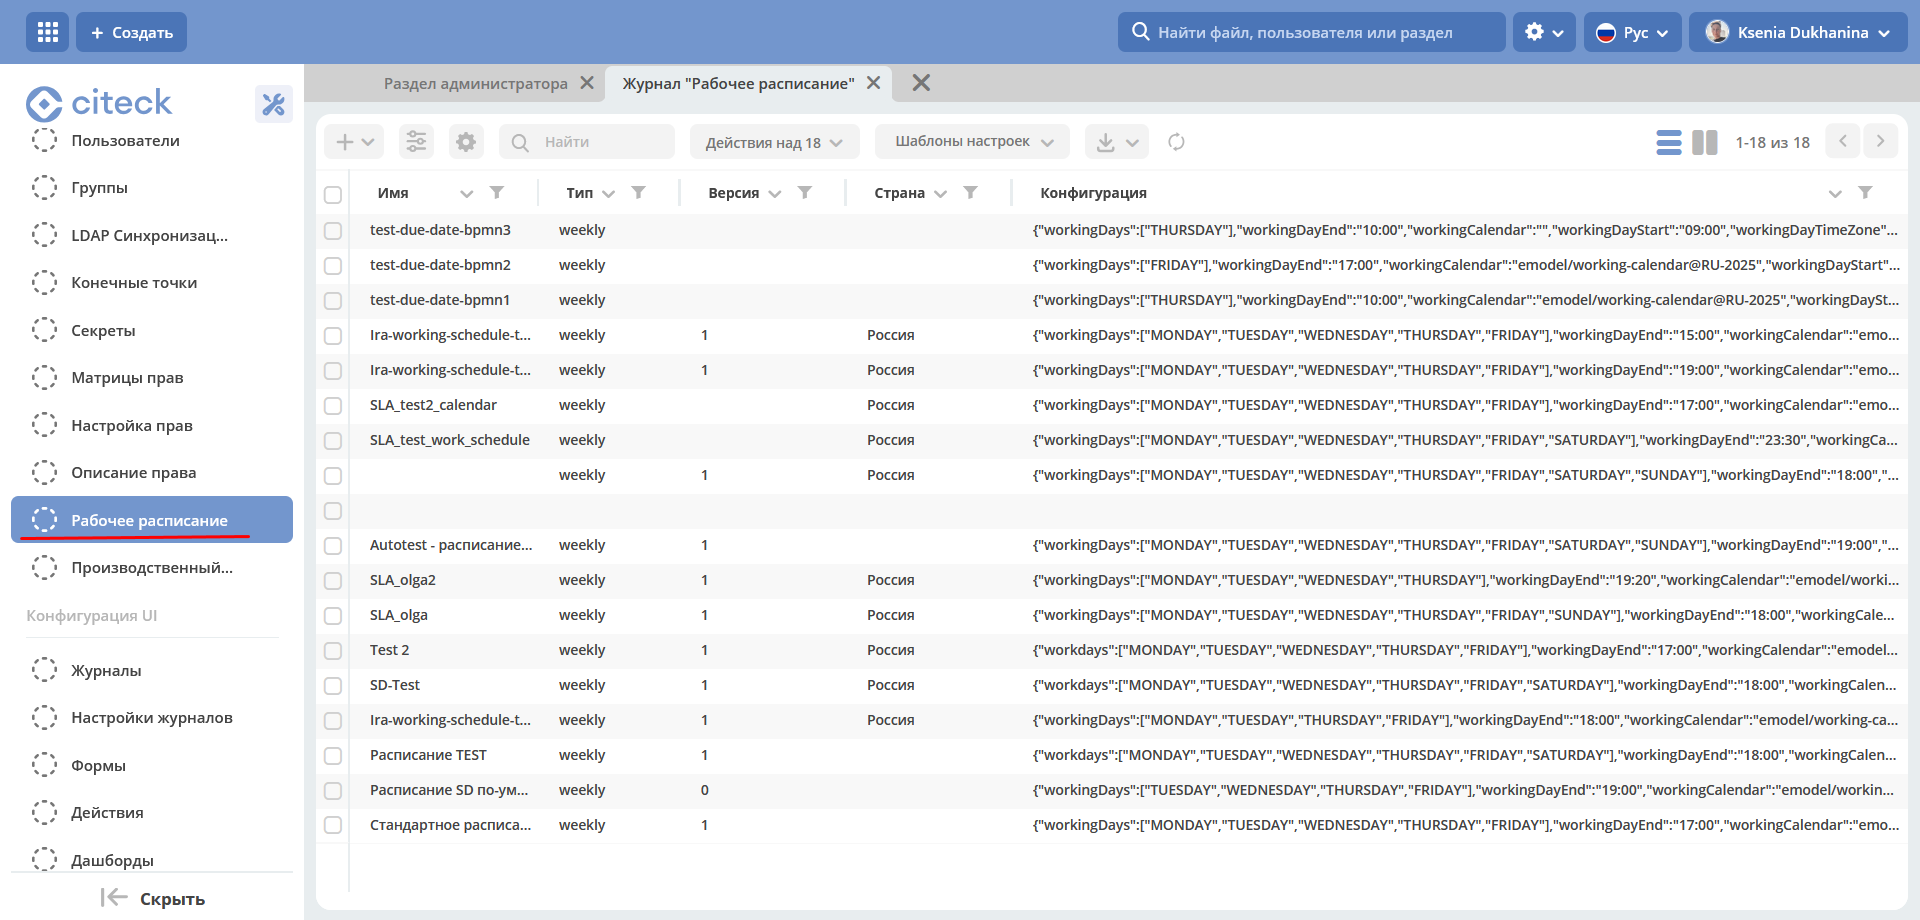 Создать
Найти файл, пользователя или раздел
Рус
Ksenia Dukhanina
citeck
Пользователи
Группы
LDAP Синхронизац...
Конечные точки
Секреты
Матрицы прав
Настройка прав
Описание права
Рабочее расписание
Производственный...
Конфигурация UI
Журналы
Настройки журналов
Формы
Действия
Дашборды
Скрыть
Раздел администратора
Журнал "Рабочее расписание"
Найти
Действия над 18
Шаблоны настроек
1-18 из 18
Имя Тип Версия Страна Конфигурация
test-due-date-bpmn3 weekly {"workingDays":["THURSDAY"],"workingDayEnd":"10:00","workingCalendar":"","workingDayStart":"09:00","workingDayTimeZone"...
test-due-date-bpmn2 weekly {"workingDays":["FRIDAY"],"workingDayEnd":"17:00","workingCalendar":"emodel/working-calendar@RU-2025","workingDayStart"...
test-due-date-bpmn1 weekly {"workingDays":["THURSDAY"],"workingDayEnd":"10:00","workingCalendar":"emodel/working-calendar@RU-2025","workingDaySt...
Ira-working-schedule-t... weekly 1 Россия {"workingDays":["MONDAY","TUESDAY","WEDNESDAY","THURSDAY","FRIDAY"],"workingDayEnd":"15:00","workingCalendar":"emo...
Ira-working-schedule-t... weekly 1 Россия {"workingDays":["MONDAY","TUESDAY","WEDNESDAY","THURSDAY","FRIDAY"],"workingDayEnd":"19:00","workingCalendar":"emo...
SLA_test2_calendar weekly Россия {"workingDays":["MONDAY","TUESDAY","WEDNESDAY","THURSDAY","FRIDAY"],"workingDayEnd":"17:00","workingCalendar":"emo...
SLA_test_work_schedule weekly Россия {"workingDays":["MONDAY","TUESDAY","WEDNESDAY","THURSDAY","FRIDAY","SATURDAY"],"workingDayEnd":"23:30","workingCa...
weekly 1 Россия {"workingDays":["MONDAY","TUESDAY","WEDNESDAY","THURSDAY","FRIDAY","SATURDAY","SUNDAY"],"workingDayEnd":"18:00","...
Autotest - расписание... weekly 1 {"workingDays":["MONDAY","TUESDAY","WEDNESDAY","THURSDAY","FRIDAY","SATURDAY","SUNDAY"],"workingDayEnd":"19:00","...
SLA_olga2 weekly 1 Россия {"workingDays":["MONDAY","TUESDAY","WEDNESDAY","THURSDAY"],"workingDayEnd":"19:20","workingCalendar":"emodel/worki...
SLA_olga weekly 1 Россия {"workingDays":["MONDAY","TUESDAY","WEDNESDAY","THURSDAY","FRIDAY","SUNDAY"],"workingDayEnd":"18:00","workingCale...
Test 2 weekly 1 Россия {"workdays":["MONDAY","TUESDAY","WEDNESDAY","THURSDAY","FRIDAY"],"workingDayEnd":"17:00","workingCalendar":"emodel...
SD-Test weekly 1 Россия {"workdays":["MONDAY","TUESDAY","WEDNESDAY","THURSDAY","FRIDAY","SATURDAY"],"workingDayEnd":"18:00","workingCalen...
Ira-working-schedule-t... weekly 1 Россия {"workingDays":["MONDAY","TUESDAY","THURSDAY","FRIDAY"],"workingDayEnd":"18:00","workingCalendar":"emodel/working-ca...
Расписание TEST weekly 1 {"workdays":["MONDAY","TUESDAY","WEDNESDAY","THURSDAY","FRIDAY","SATURDAY"],"workingDayEnd":"18:00","workingCalen...
Расписание SD по-ум... weekly 0 {"workingDays":["TUESDAY","WEDNESDAY","THURSDAY","FRIDAY"],"workingDayEnd":"19:00","workingCalendar":"emodel/workin...
Стандартное расписа... weekly 1 {"workingDays":["MONDAY","TUESDAY","WEDNESDAY","THURSDAY","FRIDAY"],"workingDayEnd":"17:00","workingCalendar":"emo...